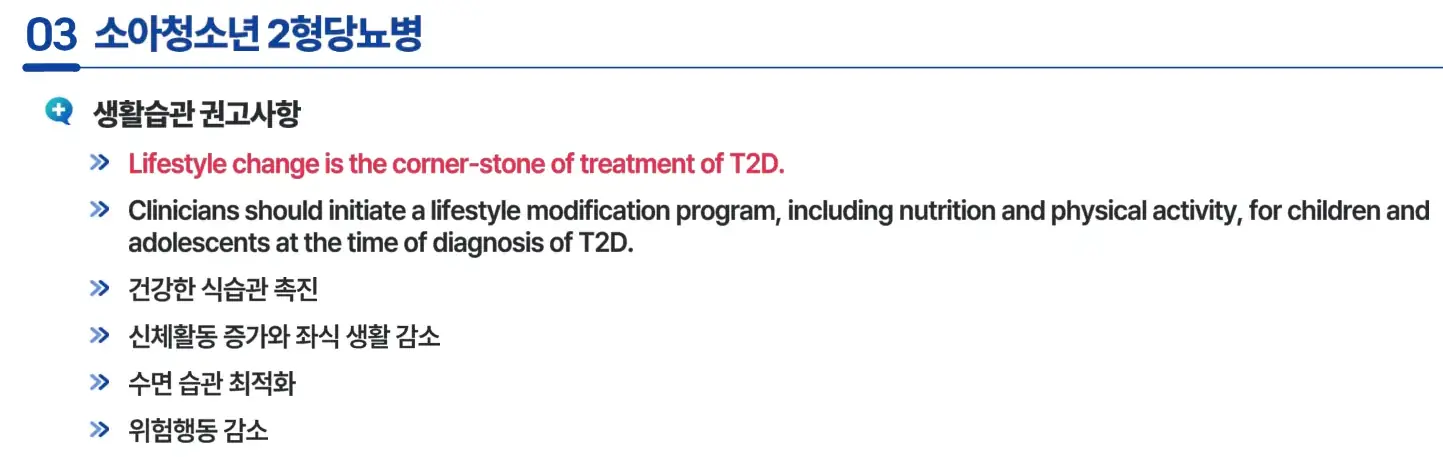 03 소아청소년 2형당뇨병
생활습관 권고사항
Lifestyle change is the corner-stone of treatment of T2D.
Clinicians should initiate a lifestyle modification program, including nutrition and physical activity, for children and
adolescents at the time of diagnosis of T2D.
건강한 식습관 촉진
신체활동 증가와 좌식 생활 감소
수면 습관 최적화
위험행동 감소